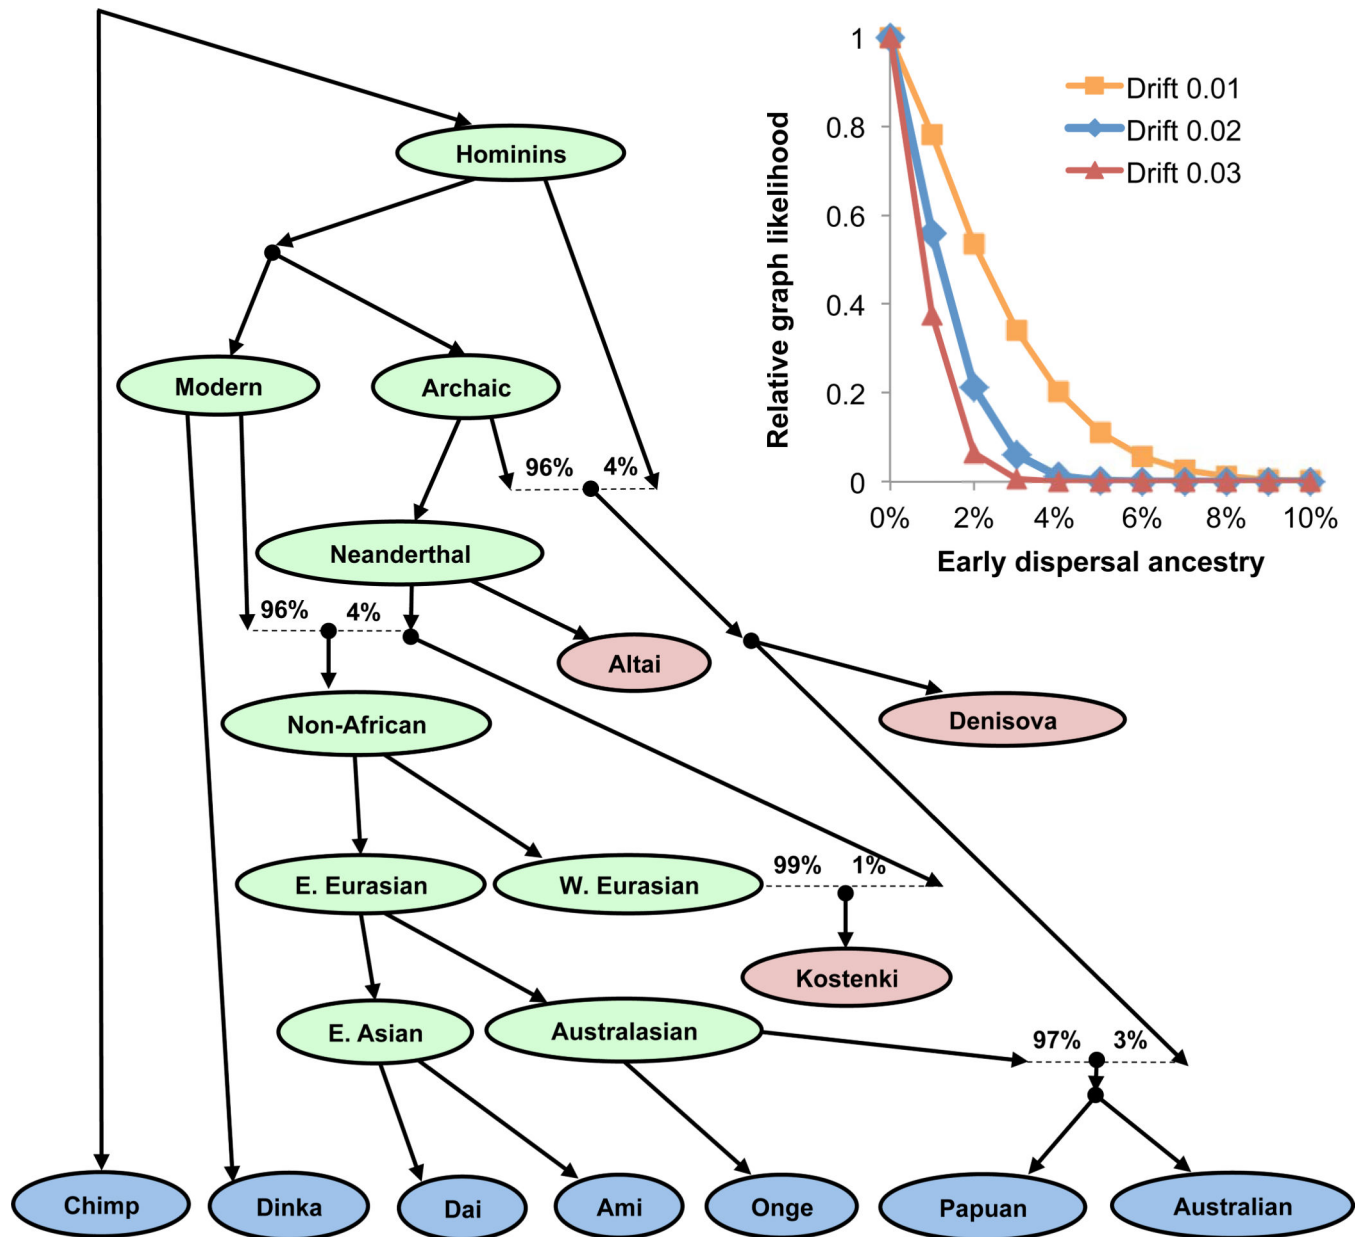 Hominins
Modern
Archaic
96%
4%
Neanderthal
96%
4%
Altai
Denisova
Non-African
E. Eurasian
W. Eurasian
99%
1%
Kostenki
E. Asian
Australasian
97%
3%
Chimp
Dinka
Dai
Ami
Onge
Papuan
Australian
Relative graph likelihood
1
0.8
0.6
0.4
0.2
0
Drift 0.01
Drift 0.02
Drift 0.03
0%
2%
4%
6%
8%
10%
Early dispersal ancestry